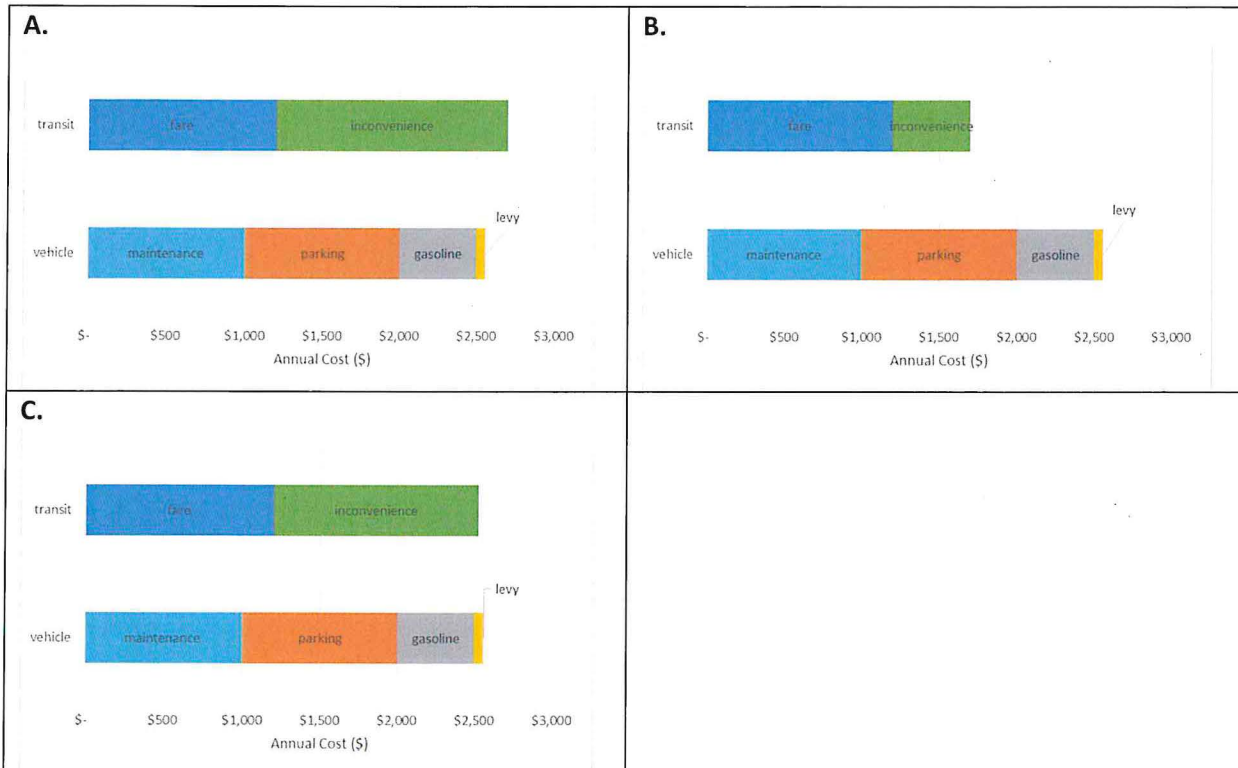 A.
transit
fare
inconvenience
levy
vehicle
maintenance
parking
gasoline
$- $500 $1,000 $1,500 $2,000 $2,500 $3,000
Annual Cost ($)
B.
transit
fare
inconvenience
levy
vehicle
maintenance
parking
gasoline
$- $500 $1,000 $1,500 $2,000 $2,500 $3,000
Annual Cost ($)
C.
transit
fare
inconvenience
levy
vehicle
maintenance
parking
gasoline
$- $500 $1,000 $1,500 $2,000 $2,500 $3,000
Annual Cost ($)